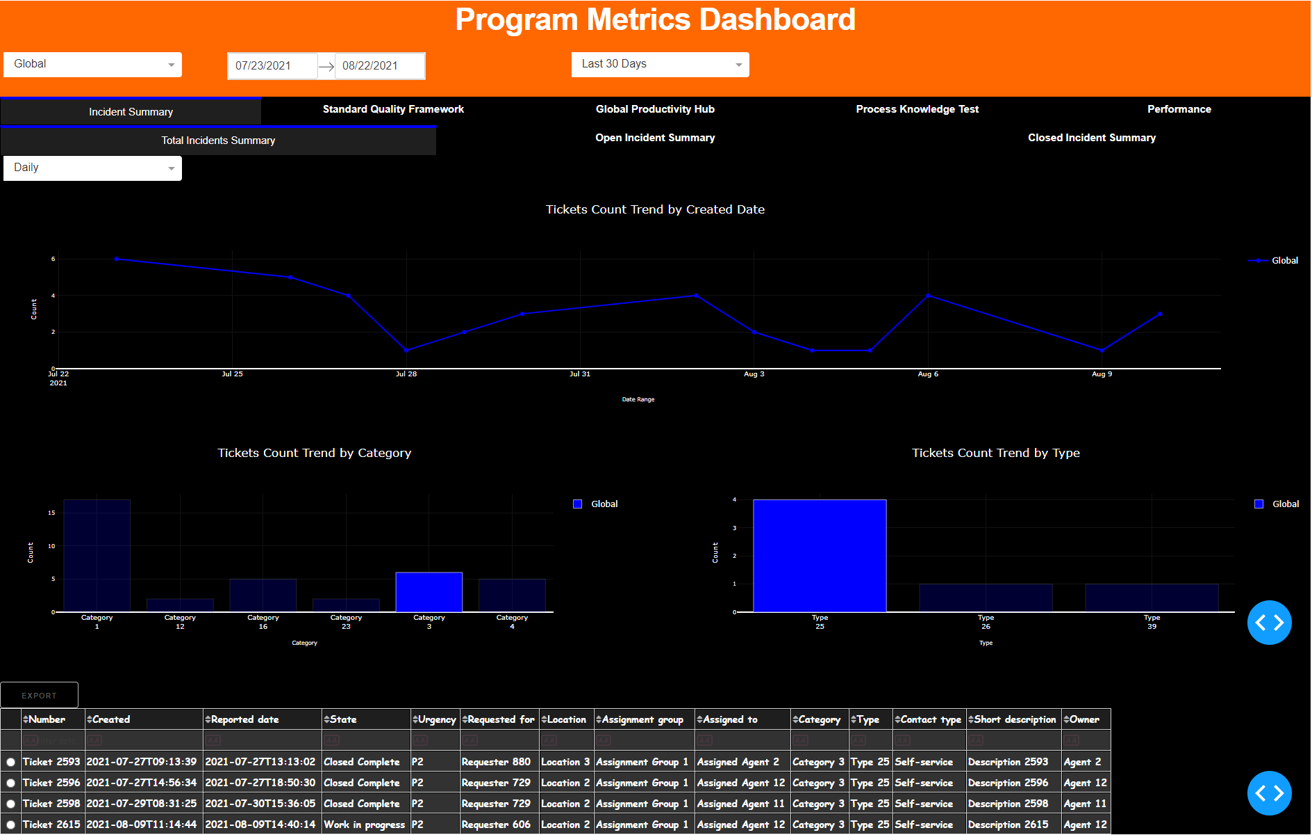 Program Metrics Dashboard
Global
07/23/2021 → 08/22/2021
Last 30 Days
Incident Summary
Standard Quality Framework
Global Productivity Hub
Process Knowledge Test
Performance
Total Incidents Summary
Open Incident Summary
Closed Incident Summary
Daily
Tickets Count Trend by Created Date
6
4
2
0
Count
Global
Jul 22
2021
Jul 25
Jul 28
Jul 31
Aug 3
Aug 6
Aug 9
Date Range
Tickets Count Trend by Category
15
10
5
0
Count
Global
Category
1
Category
12
Category
16
Category
23
Category
3
Category
4
Category
Tickets Count Trend by Type
4
3
2
1
0
Count
Global
Type
25
Type
26
Type
39
Type
EXPORT
Number Created Reported date State Urgency Requested for Location Assignment group Assigned to Category Type Contact type Short description Owner
Ticket 2593 2021-07-27T09:13:39 2021-07-27T13:13:02 Closed Complete P2 Requester 880 Location 3 Assignment Group 1 Assigned Agent 2 Category 3 Type 25 Self-service Description 2593 Agent 2
Ticket 2596 2021-07-27T14:56:34 2021-07-27T18:50:30 Closed Complete P2 Requester 729 Location 2 Assignment Group 1 Assigned Agent 12 Category 3 Type 25 Self-service Description 2596 Agent 12
Ticket 2598 2021-07-29T08:31:25 2021-07-30T15:36:05 Closed Complete P2 Requester 729 Location 2 Assignment Group 1 Assigned Agent 11 Category 3 Type 25 Self-service Description 2598 Agent 11
Ticket 2615 2021-08-09T11:14:44 2021-08-09T14:40:14 Work in progress P2 Requester 606 Location 2 Assignment Group 1 Assigned Agent 12 Category 3 Type 25 Self-service Description 2615 Agent 12